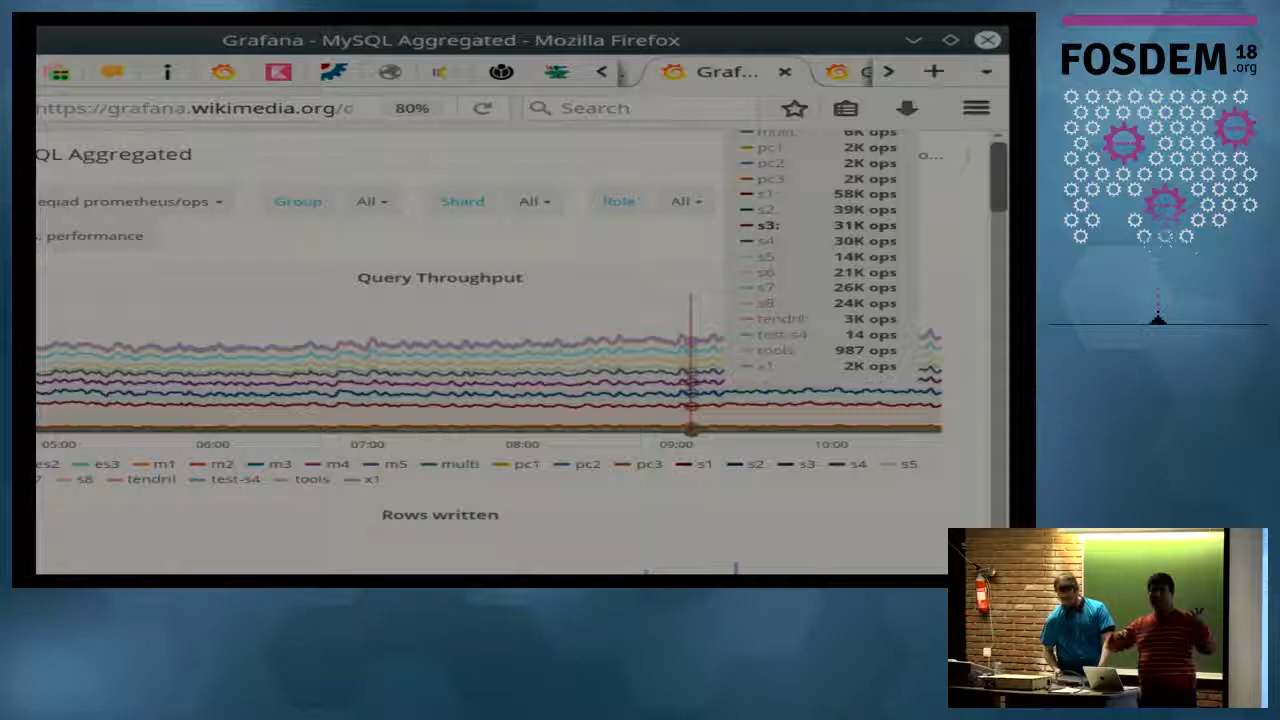 Grafana - MySQL Aggregated - Mozilla Firefox
Graf...
https://grafana.wikimedia.org/
80%
Search
QL Aggregated
eqiad prometheus/ops
Group
All
Shard
All
Role
All
performance
multi: 6K ops
pc1: 2K ops
pc2: 2K ops
pc3: 2K ops
s1: 58K ops
s2: 39K ops
s3: 31K ops
s4: 30K ops
s5: 14K ops
s6: 21K ops
s7: 26K ops
s8: 24K ops
tendril: 3K ops
test-s4: 14 ops
tools: 987 ops
x1: 2K ops
o...
Query Throughput
05:00 06:00 07:00 08:00 09:00 10:00
es2 es3 m1 m2 m3 m4 m5 multi pc1 pc2 pc3 s1 s2 s3 s4 s5
7 s8 tendril test-s4 tools x1
Rows written
FOSDEM 18
.org